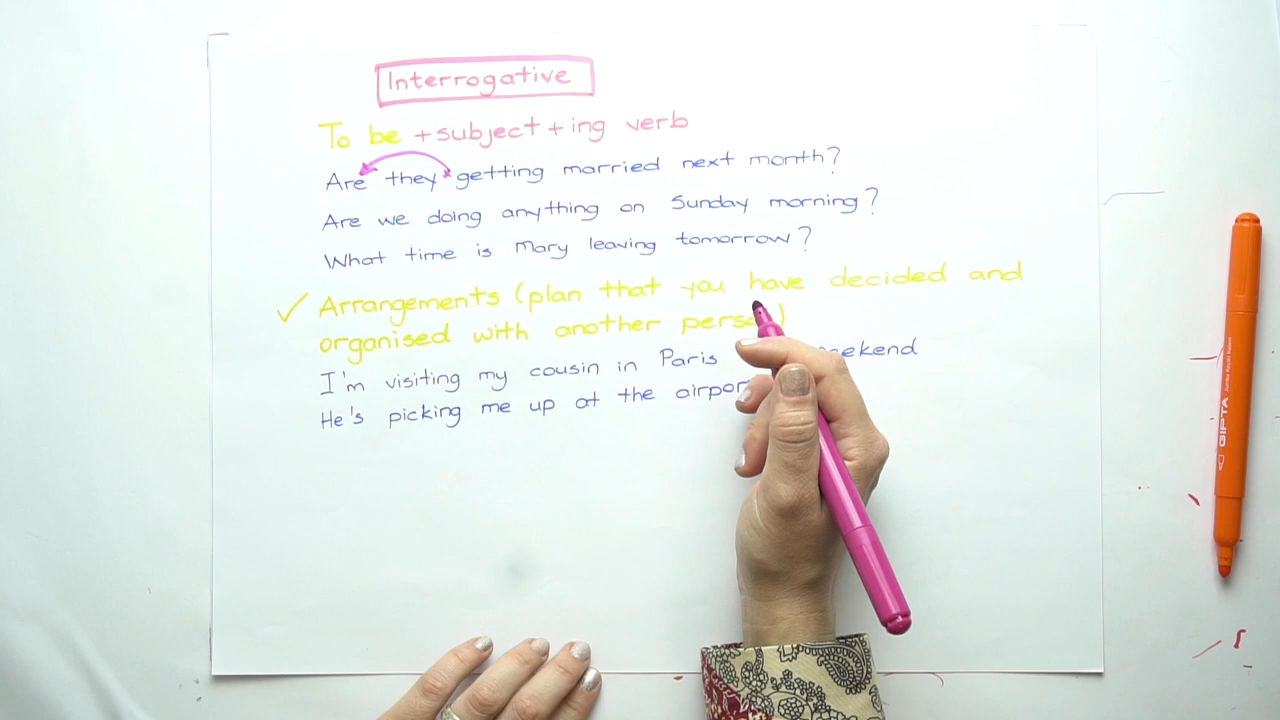 Interrogative
To be +subject + ing verb
Are they getting married next month?
Are we doing anything on Sunday morning?
What time is Mary leaving tomorrow?
✓ Arrangements (plan that you have decided and
organised with another )
I'm visiting my cousin in Paris
He's picking me up at the
GIPTA